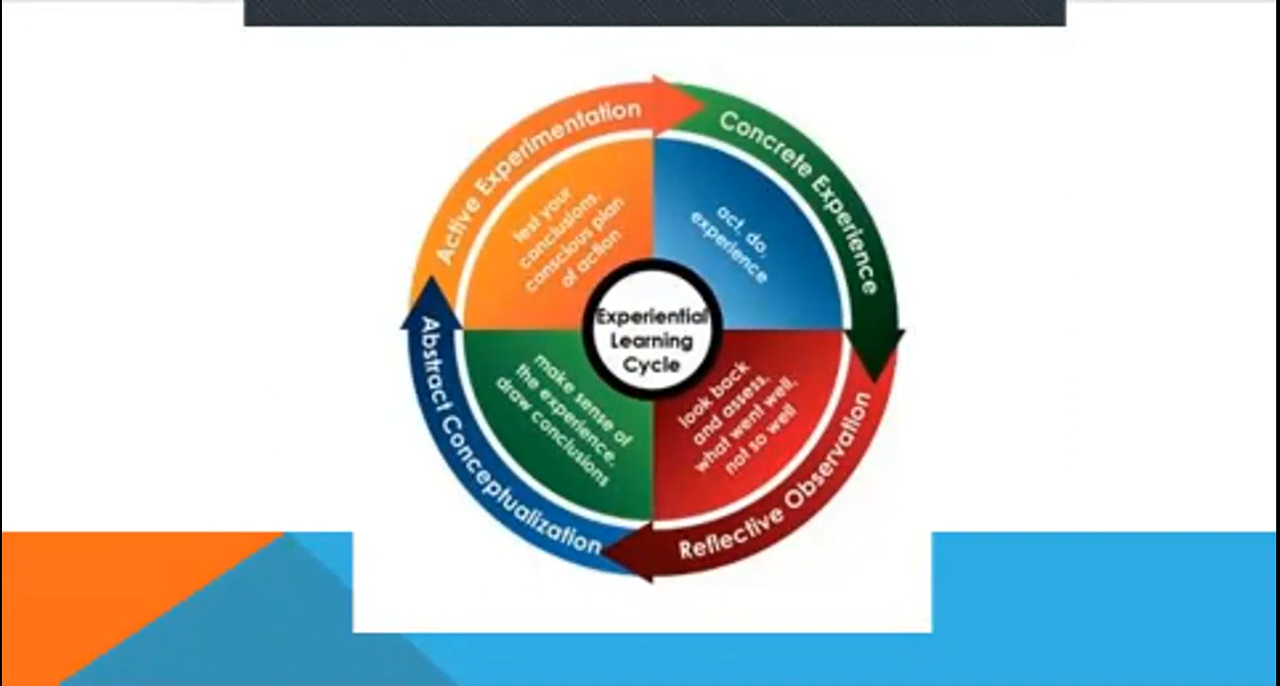 Active Experimentation
Concrete Experience
test your
conclusions,
conscious plan
of action
act, do,
experience
Experiential
Learning
Cycle
make sense of
the experience,
draw conclusions
look back
and assess,
what went well,
not so well
Abstract Conceptualization
Reflective Observation